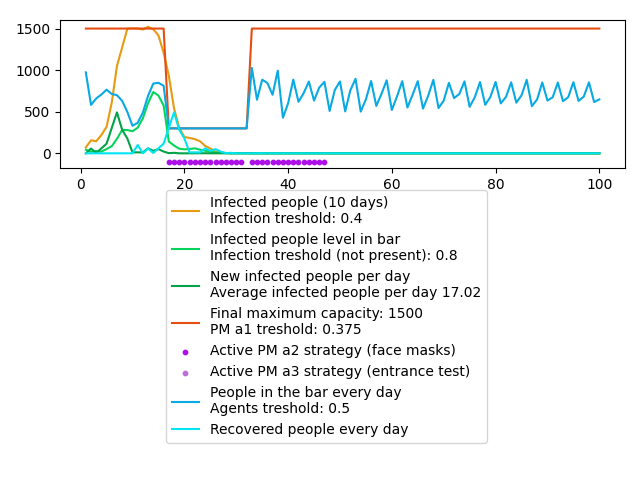 1500
1000
500
0
0
20
40
60
80
100
Infected people (10 days)
Infection treshold: 0.4
Infected people level in bar
Infection treshold (not present): 0.8
New infected people per day
Average infected people per day 17.02
Final maximum capacity: 1500
PM a1 treshold: 0.375
Active PM a2 strategy (face masks)
Active PM a3 strategy (entrance test)
People in the bar every day
Agents treshold: 0.5
Recovered people every day